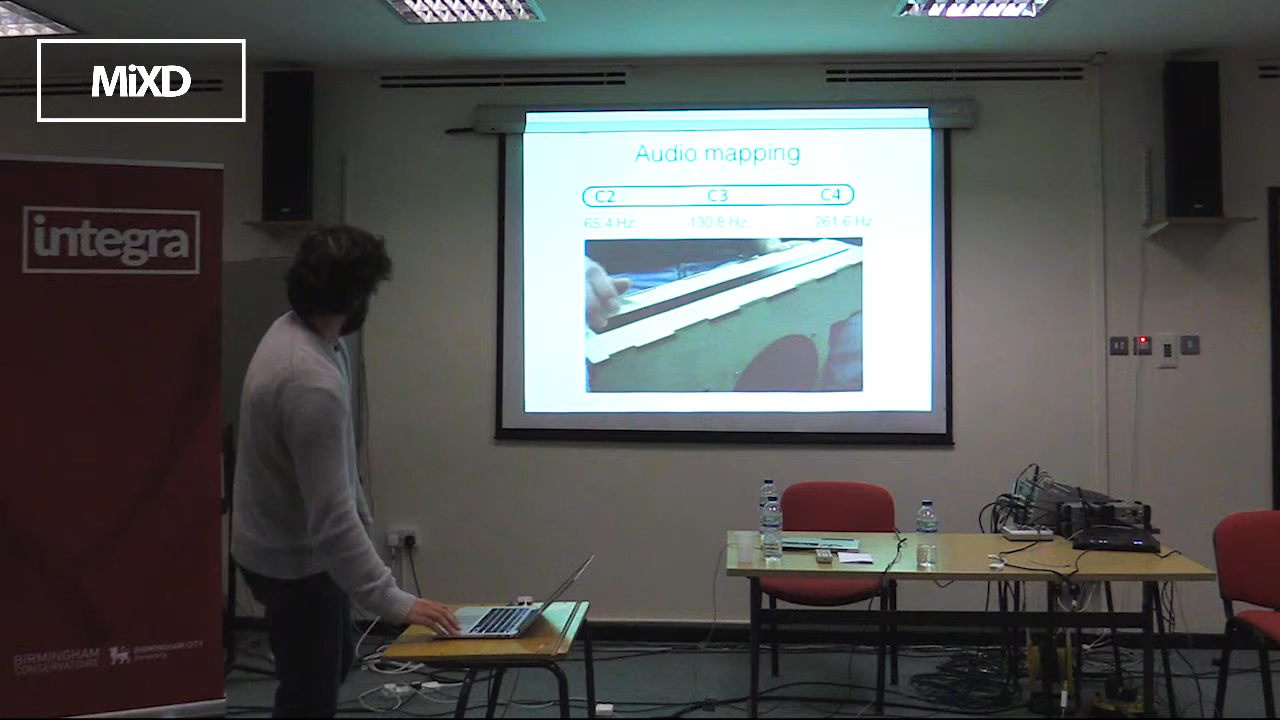 MiXD
integra
Audio mapping
C2 C3 C4
65.4 Hz 130.8 Hz 261.6 Hz
BIRMINGHAM
CONSERVATOIRE
BIRMINGHAM CITY
University